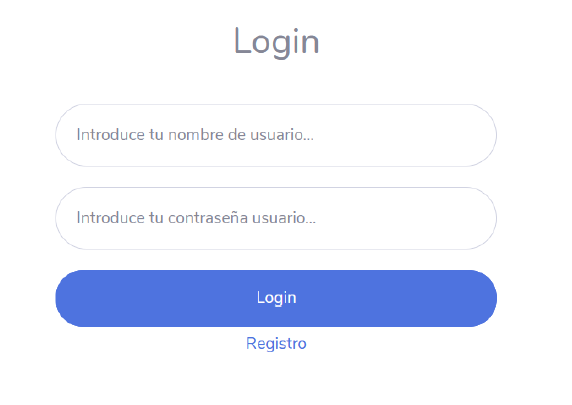 Login
Introduce tu nombre de usuario...
Introduce tu contraseña usuario...
Login
Registro